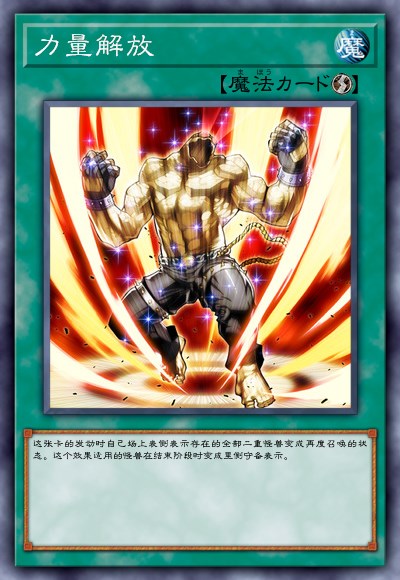 力量解放
魔
【魔法カード】
まほう
这张卡的发动时自己场上表侧表示存在的全部二重怪兽变成再度召唤的状
态。这个效果适用的怪兽在结束阶段时变成里侧守备表示。